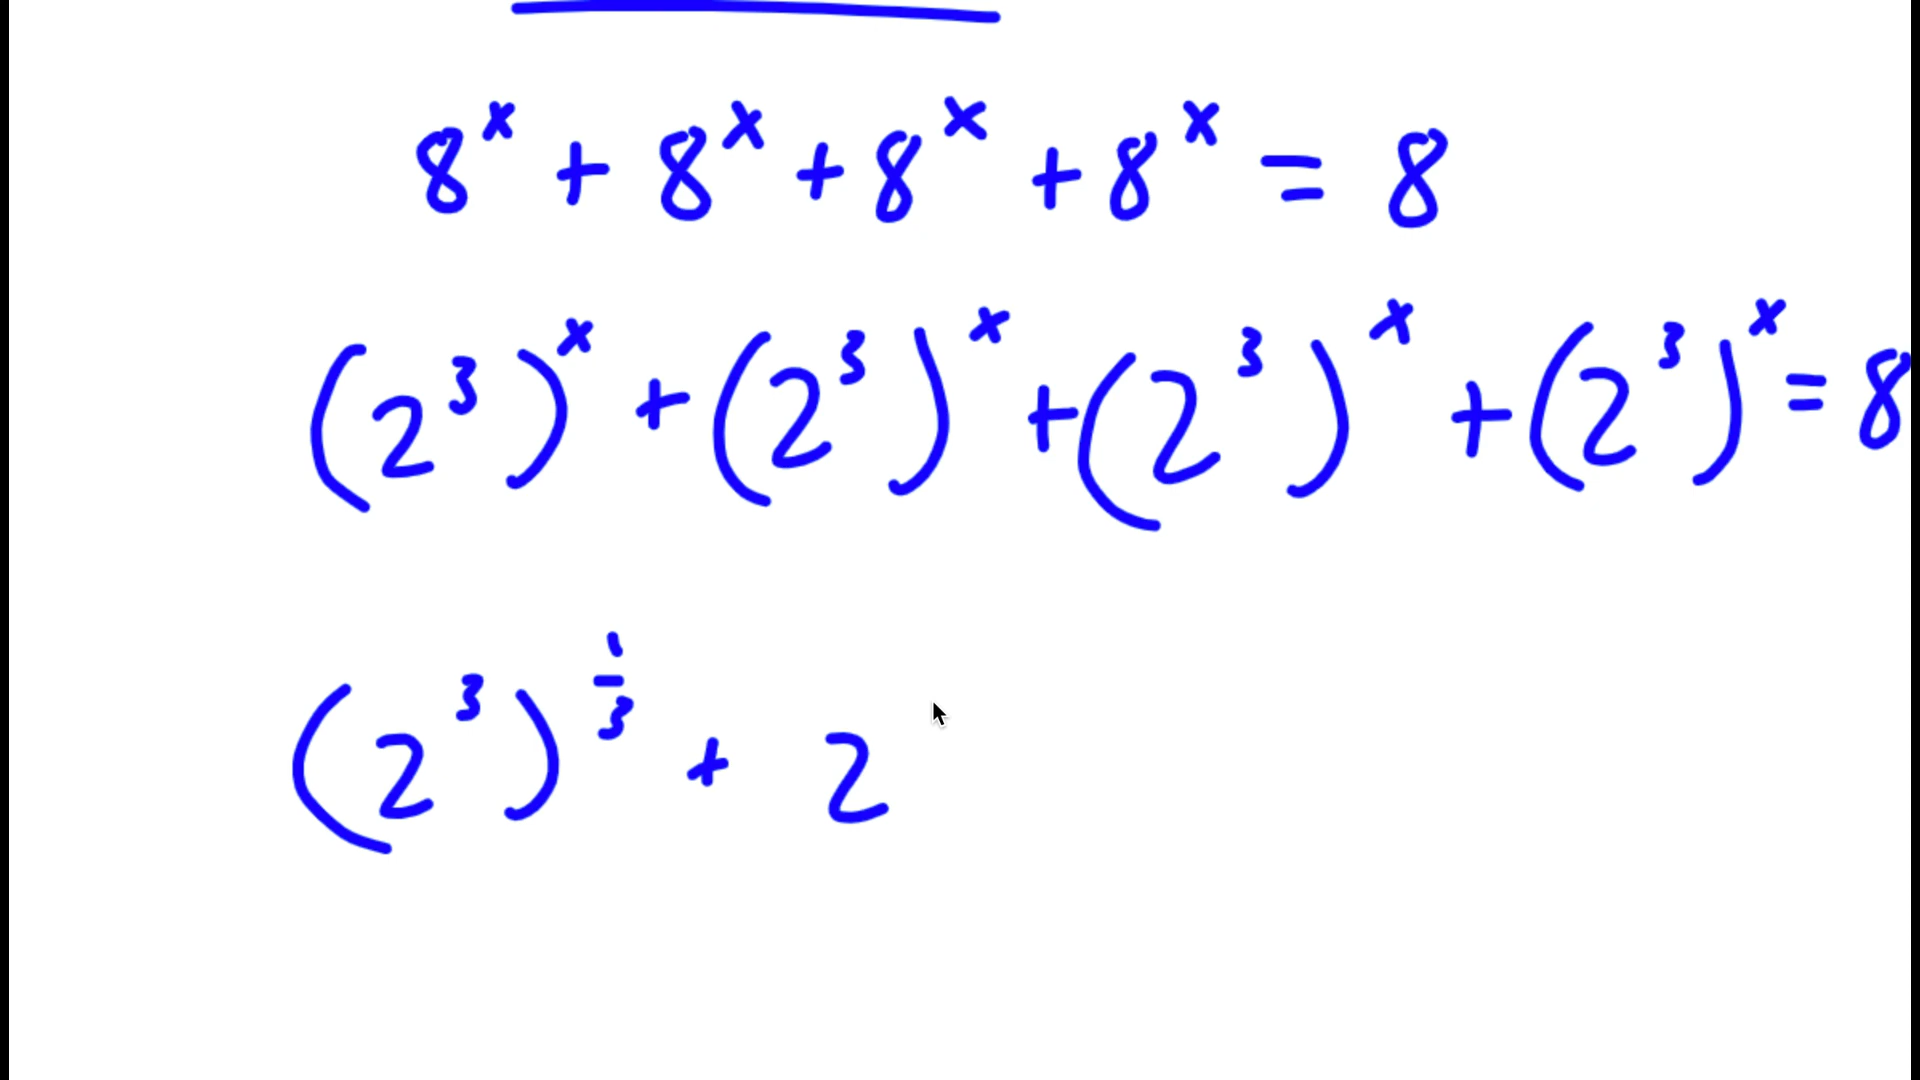 8^x + 8^x + 8^x + 8^x = 8
(2^3)^x + (2^3)^x + (2^3)^x + (2^3)^x = 8
(2^3)^{1/3} + 2